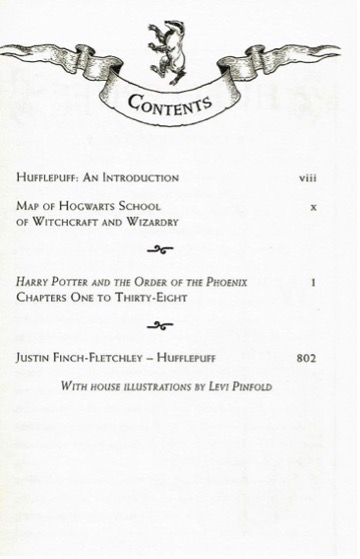 CONTENTS
HUFFLEPUFF: AN INTRODUCTION viii
MAP OF HOGWARTS SCHOOL x
OF WITCHCRAFT AND WIZARDRY
HARRY POTTER AND THE ORDER OF THE PHOENIX 1
CHAPTERS ONE TO THIRTY-EIGHT
JUSTIN FINCH-FLETCHLEY – HUFFLEPUFF 802
WITH HOUSE ILLUSTRATIONS BY LEVI PINFOLD